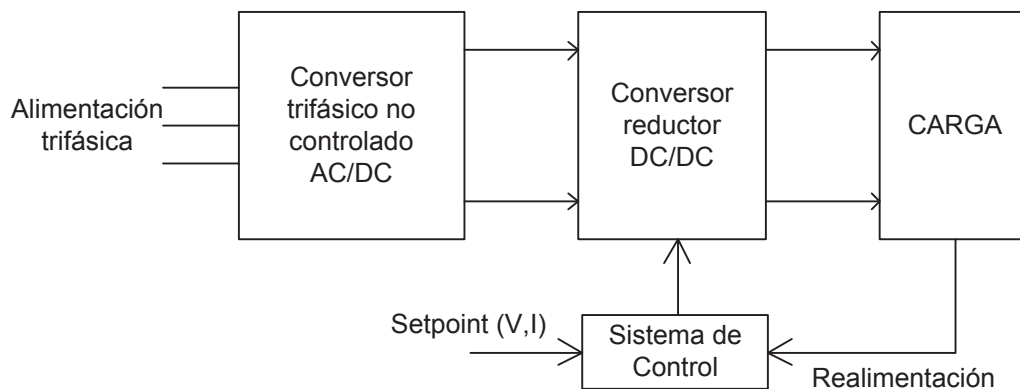 Alimentación
trifásica
Conversor
trifásico no
controlado
AC/DC
Conversor
reductor
DC/DC
CARGA
Setpoint (V,I)
Sistema de
Control
Realimentación